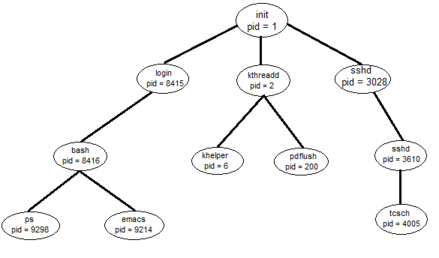 init
pid = 1
login
pid = 8415
kthreadd
pid = 2
sshd
pid = 3028
bash
pid = 8416
khelper
pid = 6
pdflush
pid = 200
sshd
pid = 3610
ps
pid = 9298
emacs
pid = 9214
tcsch
pid = 4005